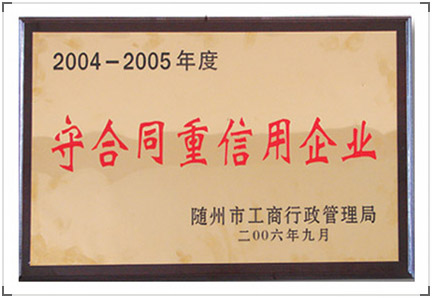 2004-2005年度
守合同重信用企业
随州市工商行政管理局
二00六年九月